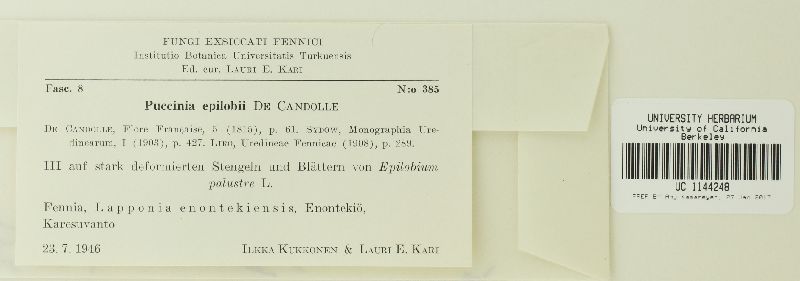 FUNGI EXSICCATI FENNICI
Institutio Botanica Universitatis Turkuensis
Ed. cur. LAURI E. KARI
Fasc. 8 N:o 385
Puccinia epilobii DE CANDOLLE
DE CANDOLLE, Flore Française, 5 (1815), p. 61. SYDOW, Monographia Ure-
dinearum, I (1903), p. 427. LIRO, Uredineae Fennicae (1908), p. 289.
III auf stark deformierten Stengeln und Blättern von Epilobium
palustre L.
Fennia, Lapponia enontekiensis, Enontekiö,
Karesuvanto
23. 7. 1946 ILKKA KUKKONEN & LAURI E. KARI
UNIVERSITY HERBARIUM
University of California
Berkeley
UC 1144248
27 Jan 2017